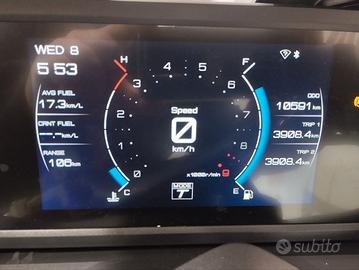 WED 8
5 53
AVG FUEL
17.3km/L
CRNT FUEL
--.-km/L
RANGE
106km
H
C
0
1
2
3
4
5
6
7
8
Speed
0
km/h
x1000r/min
MODE
T
F
E
ODO
10591km
TRIP 1
3908.4km
TRIP 2
3908.4km
subito